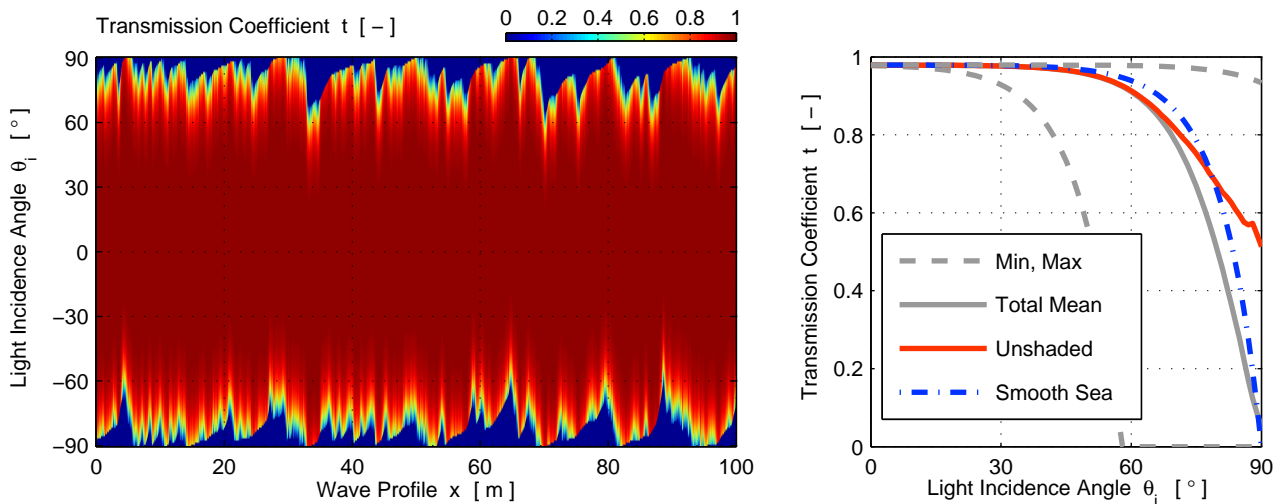 Transmission Coefficient t [ − ]
0 0.2 0.4 0.6 0.8 1
Light Incidence Angle θi [ ° ]
90
60
30
0
−30
−60
−90
0 20 40 60 80 100
Wave Profile x [ m ]
Transmission Coefficient t [ − ]
1
0.8
0.6
0.4
0.2
0
Min, Max
Total Mean
Unshaded
Smooth Sea
0 30 60 90
Light Incidence Angle θi [ ° ]